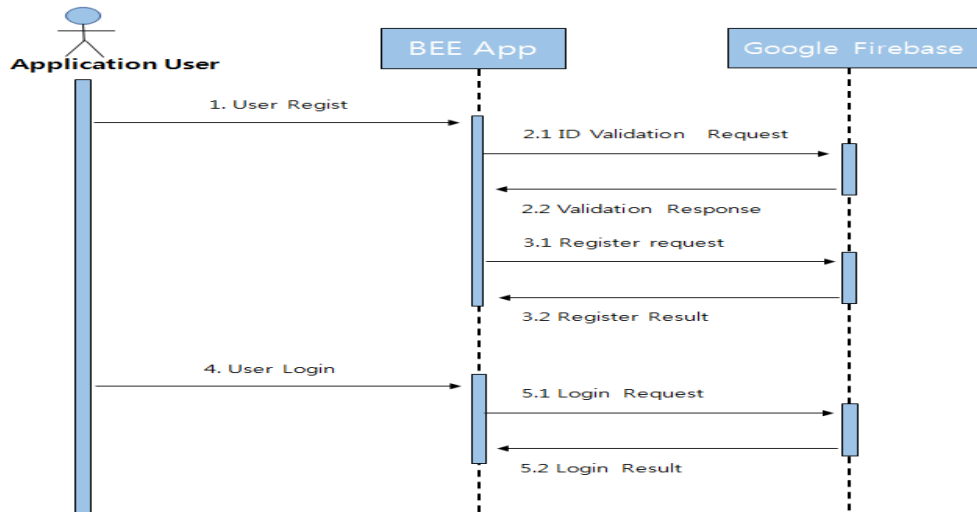 BEE App
Google Firebase
Application User
1. User Regist
2.1 ID Validation Request
2.2 Validation Response
3.1 Register request
3.2 Register Result
4. User Login
5.1 Login Request
5.2 Login Result